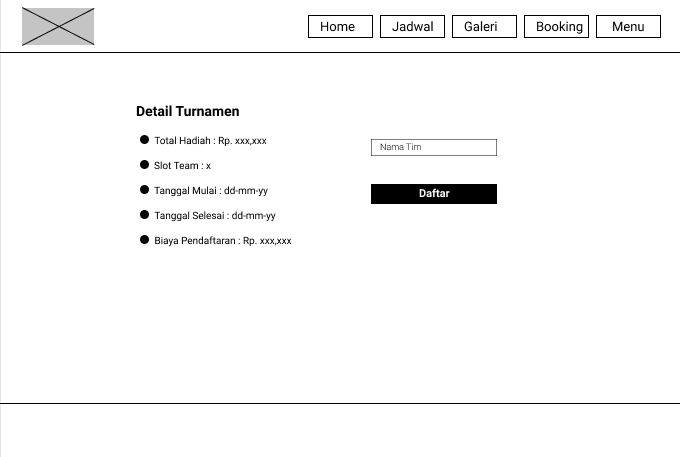 Home Jadwal Galeri Booking Menu
Detail Turnamen
Total Hadiah : Rp. xxx,xxx
Slot Team : x
Tanggal Mulai : dd-mm-yy
Tanggal Selesai : dd-mm-yy
Biaya Pendaftaran : Rp. xxx,xxx
Nama Tim
Daftar